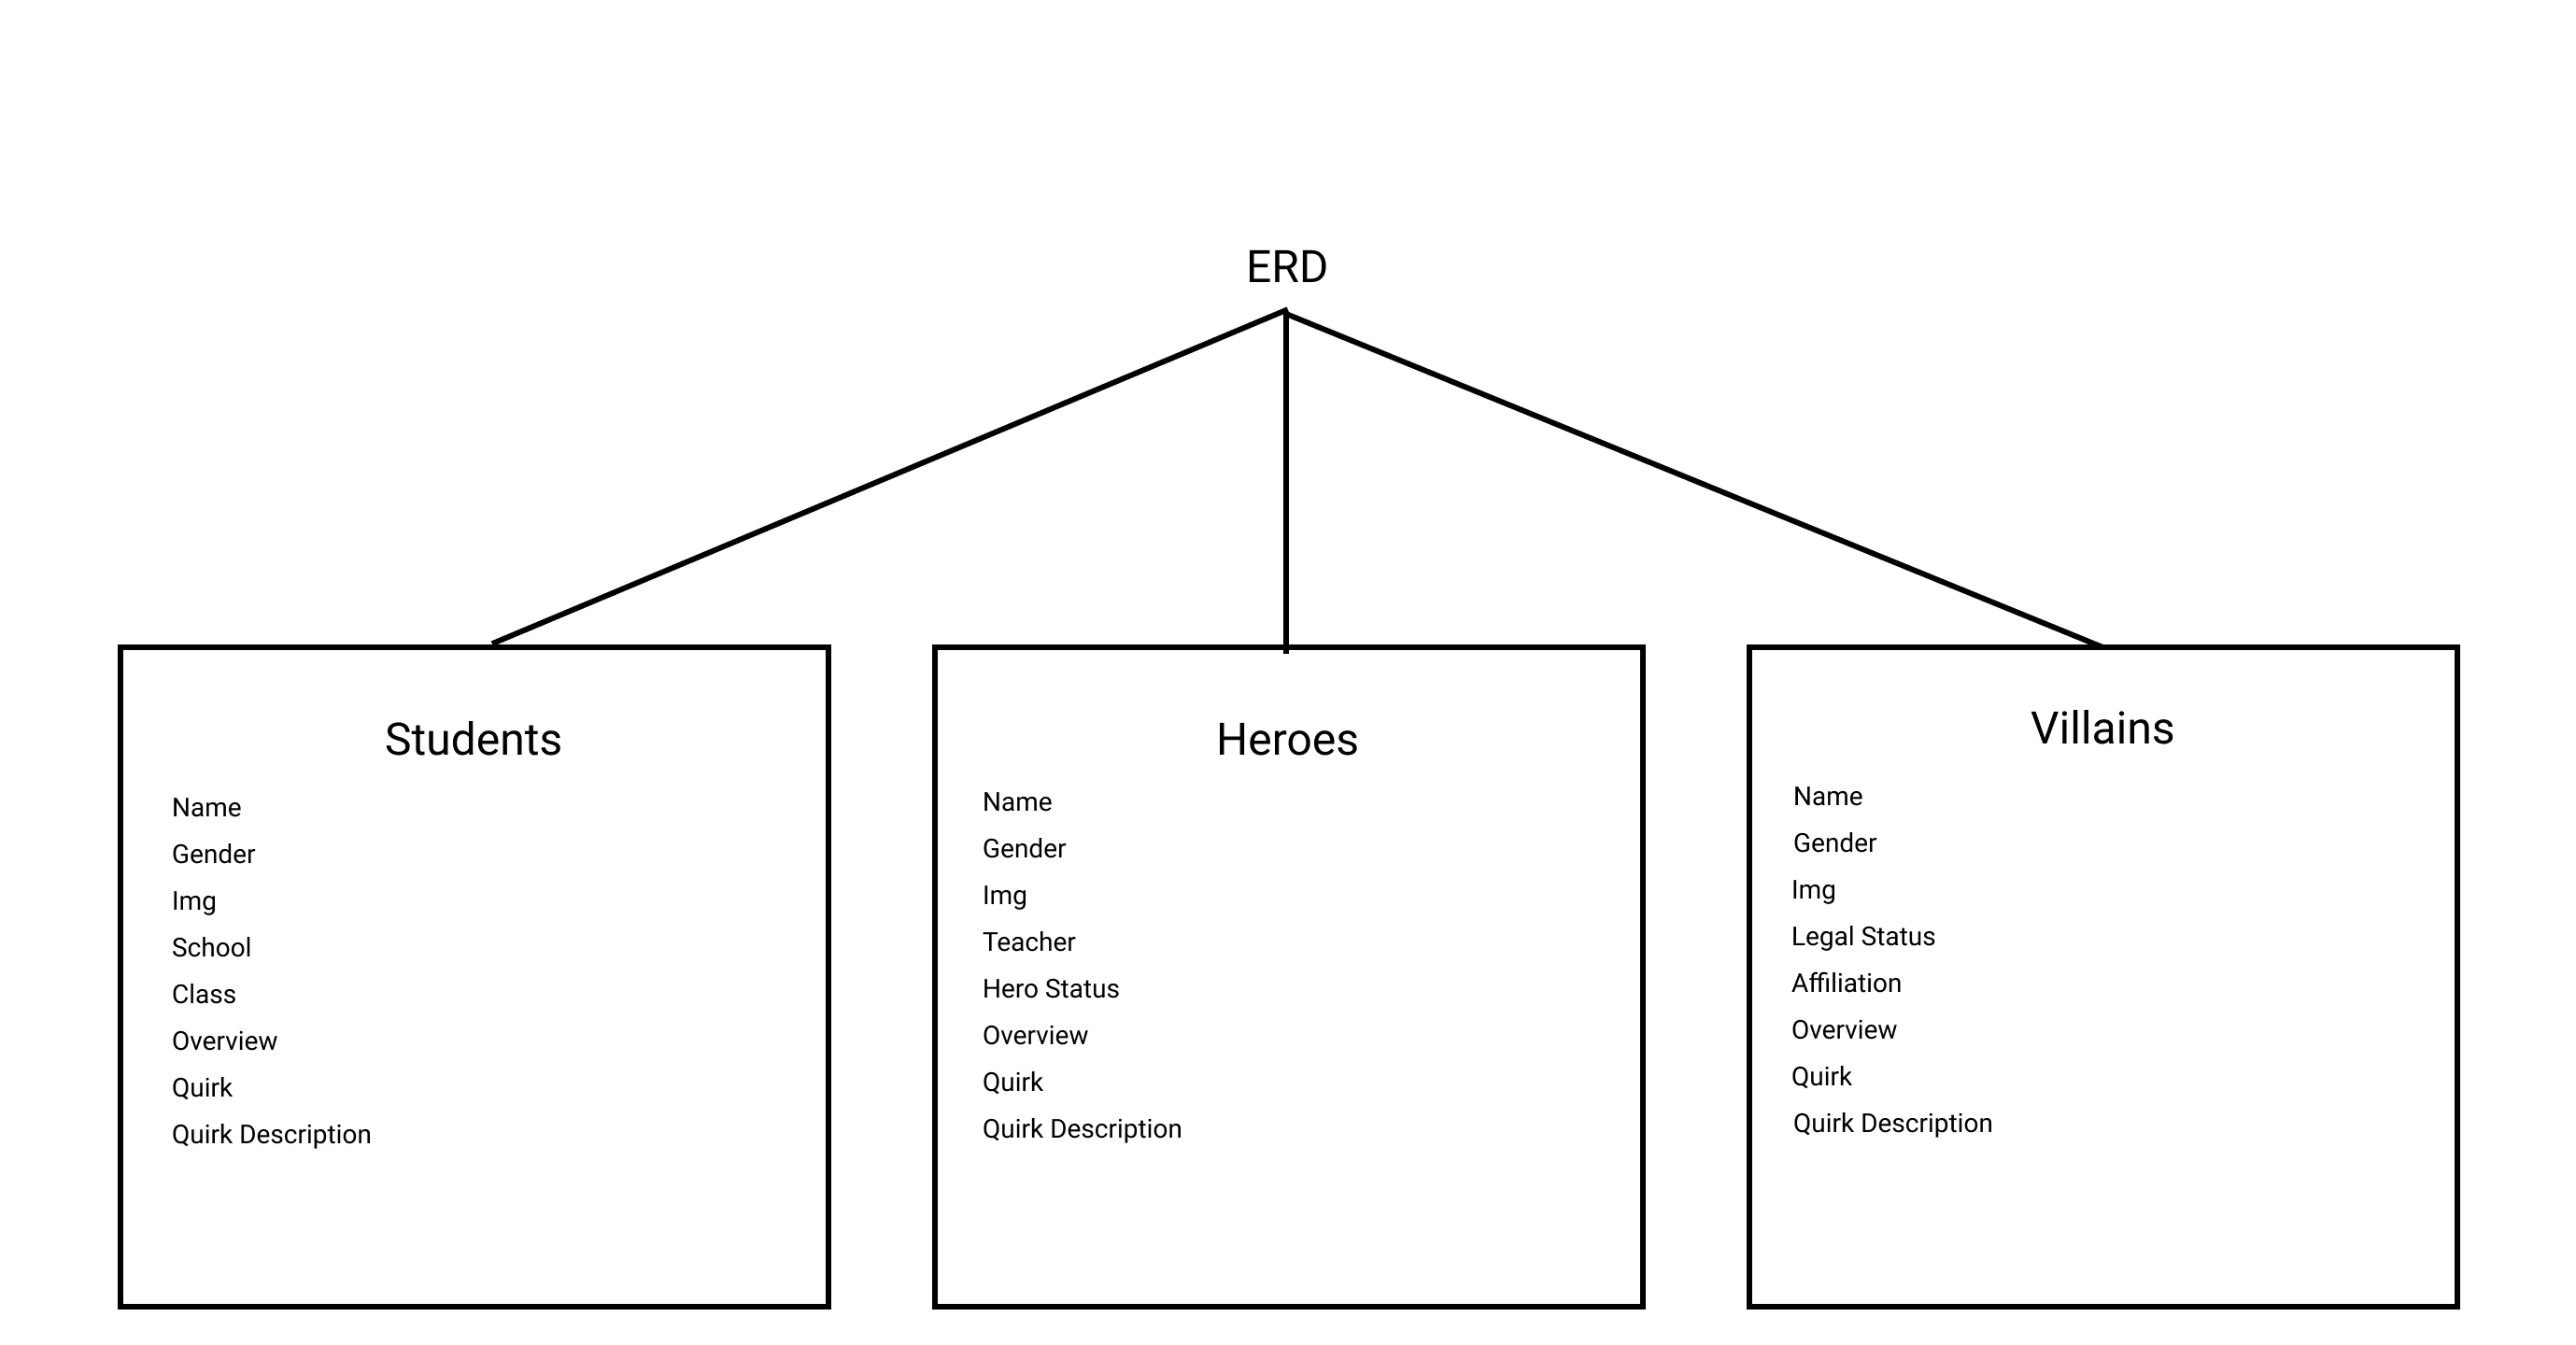 ERD
Students
Name
Gender
Img
School
Class
Overview
Quirk
Quirk Description
Heroes
Name
Gender
Img
Teacher
Hero Status
Overview
Quirk
Quirk Description
Villains
Name
Gender
Img
Legal Status
Affiliation
Overview
Quirk
Quirk Description